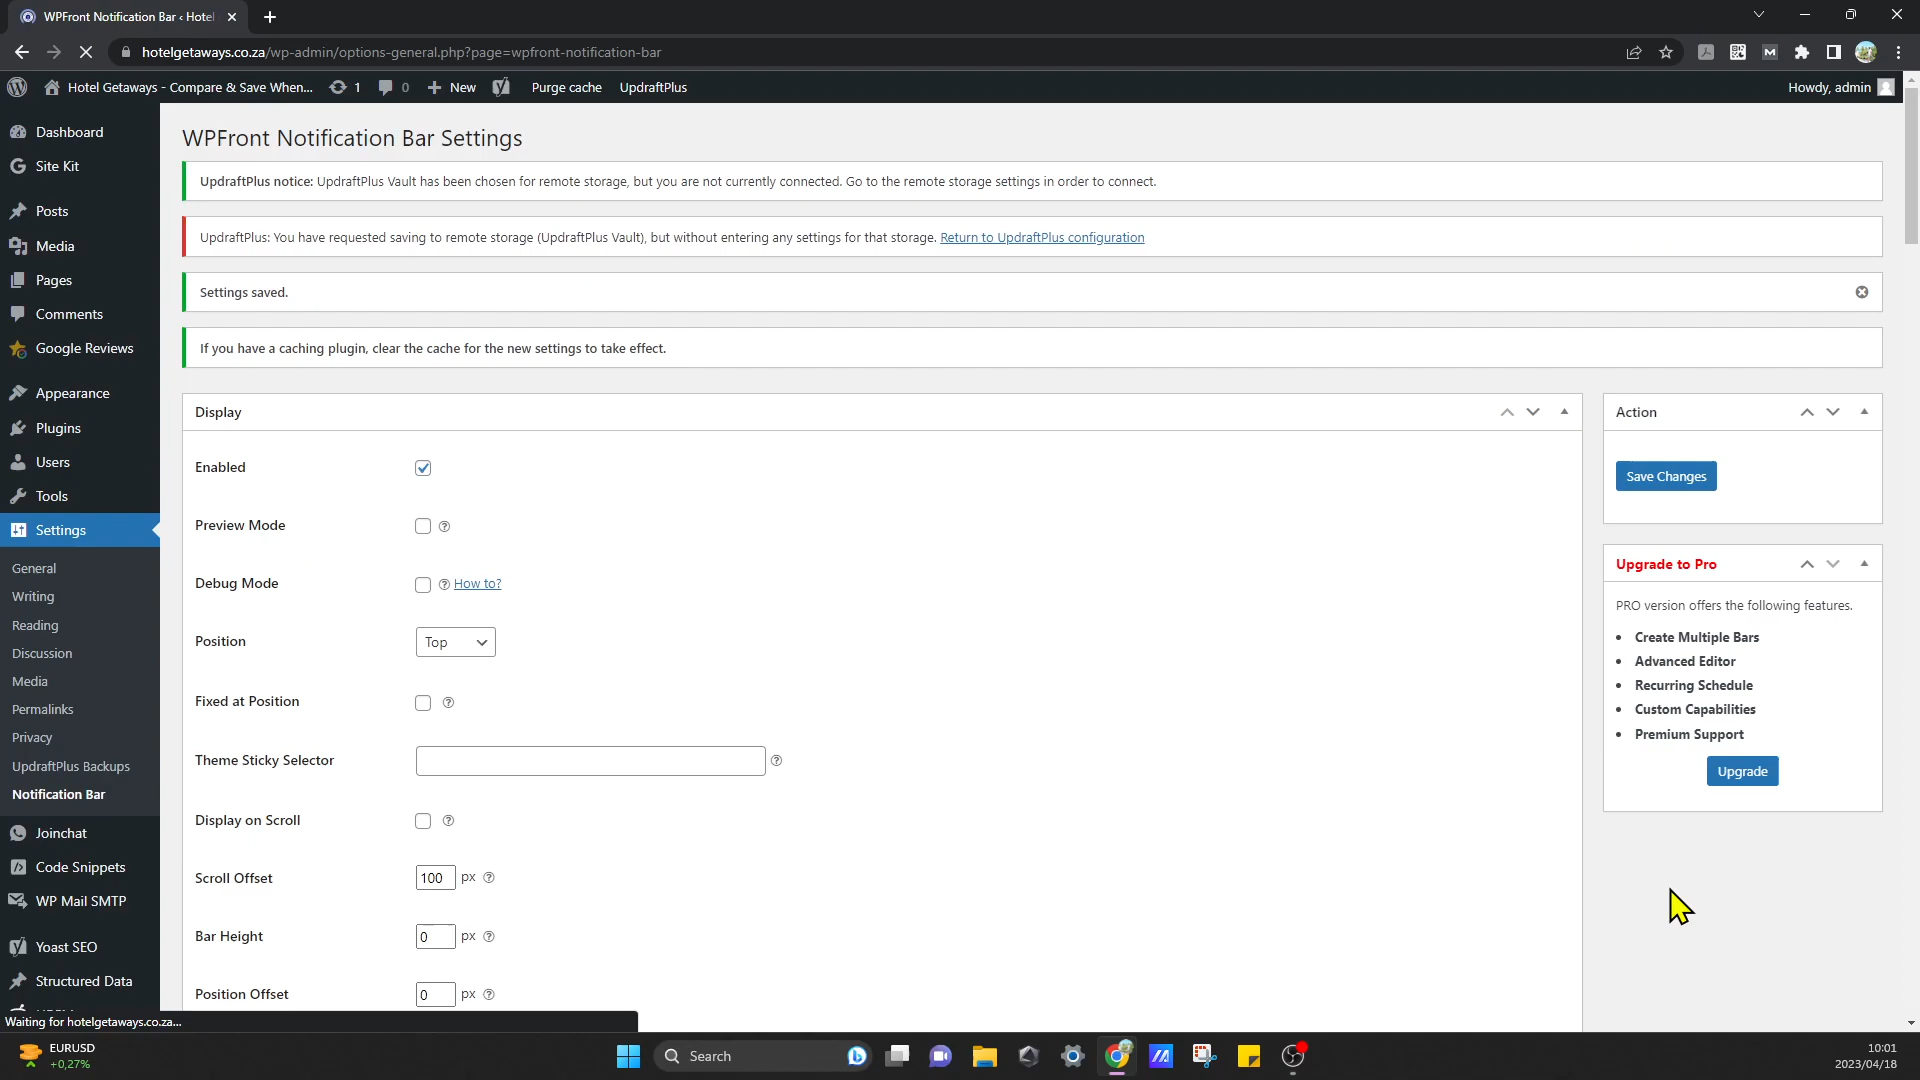 WPFront Notification Bar ‹ Hotel
hotelgetaways.co.za/wp-admin/options-general.php?page=wpfront-notification-bar
Hotel Getaways - Compare & Save When... 1 0 New Purge cache UpdraftPlus Howdy, admin
Dashboard
Site Kit
Posts
Media
Pages
Comments
Google Reviews
Appearance
Plugins
Users
Tools
Settings
General
Writing
Reading
Discussion
Media
Permalinks
Privacy
UpdraftPlus Backups
Notification Bar
Joinchat
Code Snippets
WP Mail SMTP
Yoast SEO
Structured Data
Waiting for hotelgetaways.co.za...
WPFront Notification Bar Settings
UpdraftPlus notice: UpdraftPlus Vault has been chosen for remote storage, but you are not currently connected. Go to the remote storage settings in order to connect.
UpdraftPlus: You have requested saving to remote storage (UpdraftPlus Vault), but without entering any settings for that storage. Return to UpdraftPlus configuration
Settings saved.
If you have a caching plugin, clear the cache for the new settings to take effect.
Display
Enabled
Preview Mode
Debug Mode How to?
Position Top
Fixed at Position
Theme Sticky Selector
Display on Scroll
Scroll Offset 100 px
Bar Height 0 px
Position Offset 0 px
Action
Save Changes
Upgrade to Pro
PRO version offers the following features.
• Create Multiple Bars
• Advanced Editor
• Recurring Schedule
• Custom Capabilities
• Premium Support
Upgrade
EURUSD
+0,27%
Search
10:01
2023/04/18